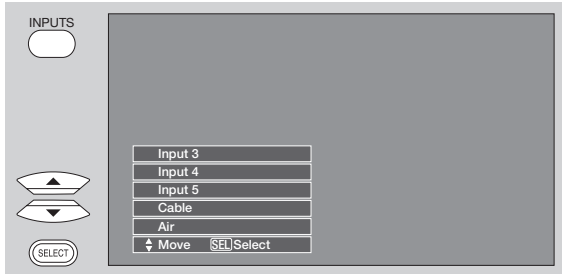 INPUTS
Input 3
Input 4
Input 5
Cable
Air
Move SEL Select
SELECT